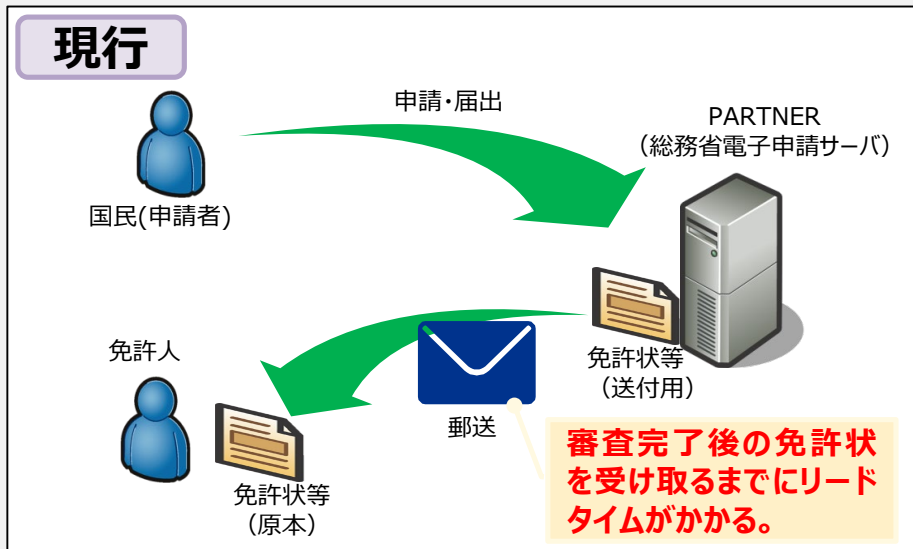 現行
申請・届出
PARTNER
（総務省電子申請サーバ）
国民(申請者)
免許状等
（送付用）
免許人
郵送
免許状等
（原本）
審査完了後の免許状
を受け取るまでにリード
タイムがかかる。